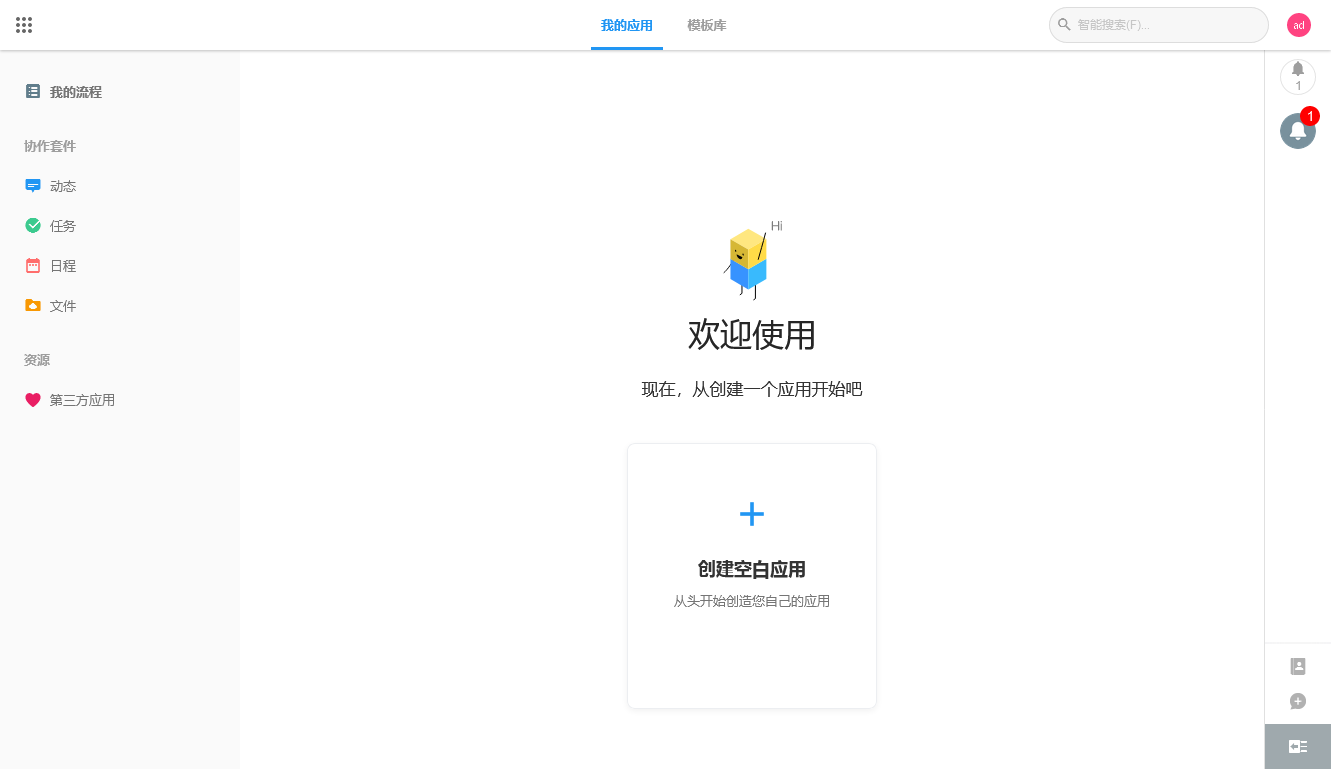 我的应用
模板库
智能搜索(F)...
ad
我的流程
协作套件
动态
任务
日程
文件
资源
第三方应用
Hi
欢迎使用
现在，从创建一个应用开始吧
创建空白应用
从头开始创造您自己的应用
1
1